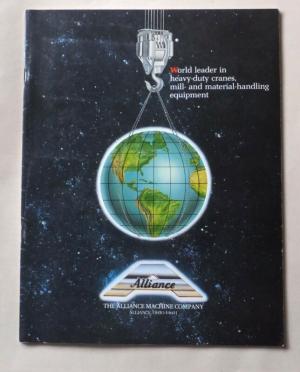 World leader in
heavy-duty cranes,
mill- and material-handling
equipment
Alliance
THE ALLIANCE MACHINE COMPANY